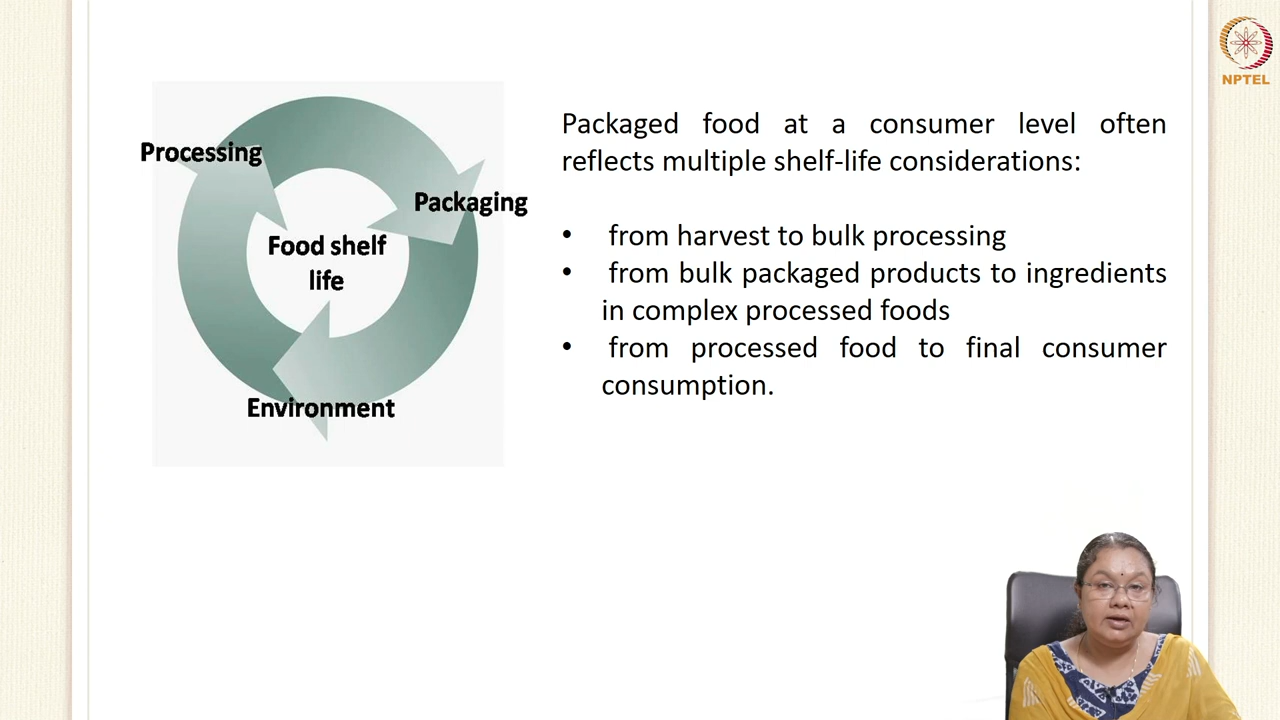 NPTEL
Processing
Packaging
Food shelf
life
Environment
Packaged food at a consumer level often
reflects multiple shelf-life considerations:
• from harvest to bulk processing
• from bulk packaged products to ingredients
in complex processed foods
• from processed food to final consumer
consumption.